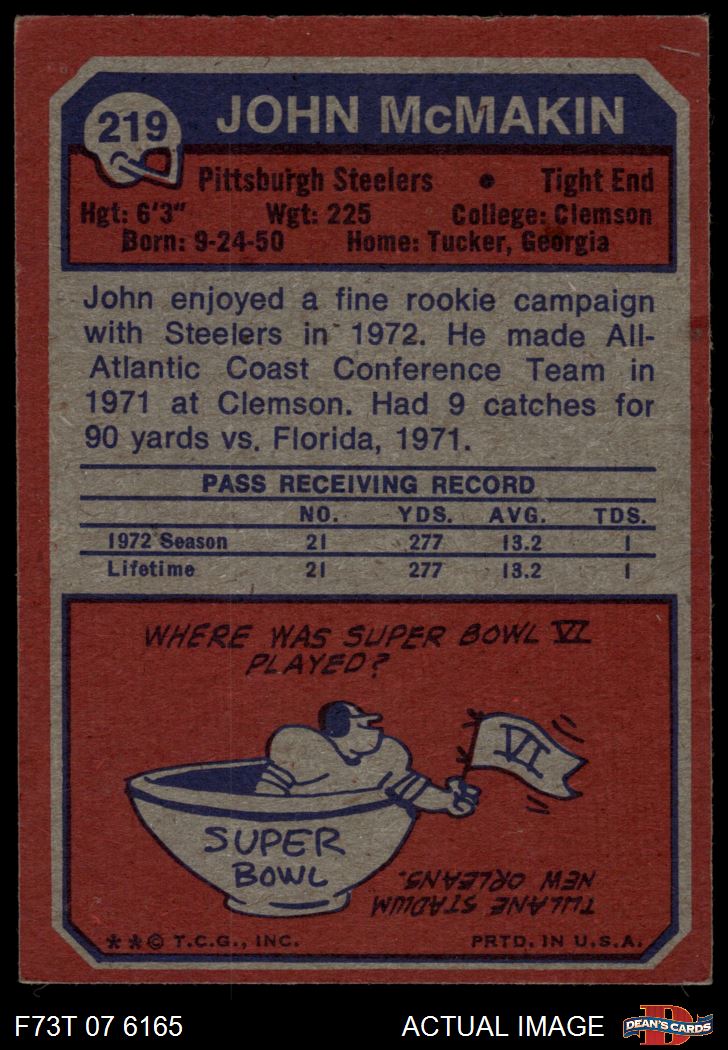 219
JOHN McMAKIN
Pittsburgh Steelers • Tight End
Hgt: 6'3" Wgt: 225 College: Clemson
Born: 9-24-50 Home: Tucker, Georgia
John enjoyed a fine rookie campaign
with Steelers in 1972. He made All-
Atlantic Coast Conference Team in
1971 at Clemson. Had 9 catches for
90 yards vs. Florida, 1971.
PASS RECEIVING RECORD
NO. YDS. AVG. TDS.
1972 Season 21 277 13.2 1
Lifetime 21 277 13.2 1
WHERE WAS SUPER BOWL VI
PLAYED?
VI
SUPER
BOWL
TULANE STADIUM
NEW ORLEANS.
**© T.C.G., INC. PRTD. IN U.S.A.
F73T 07 6165 ACTUAL IMAGE
D
DEAN'S CARDS